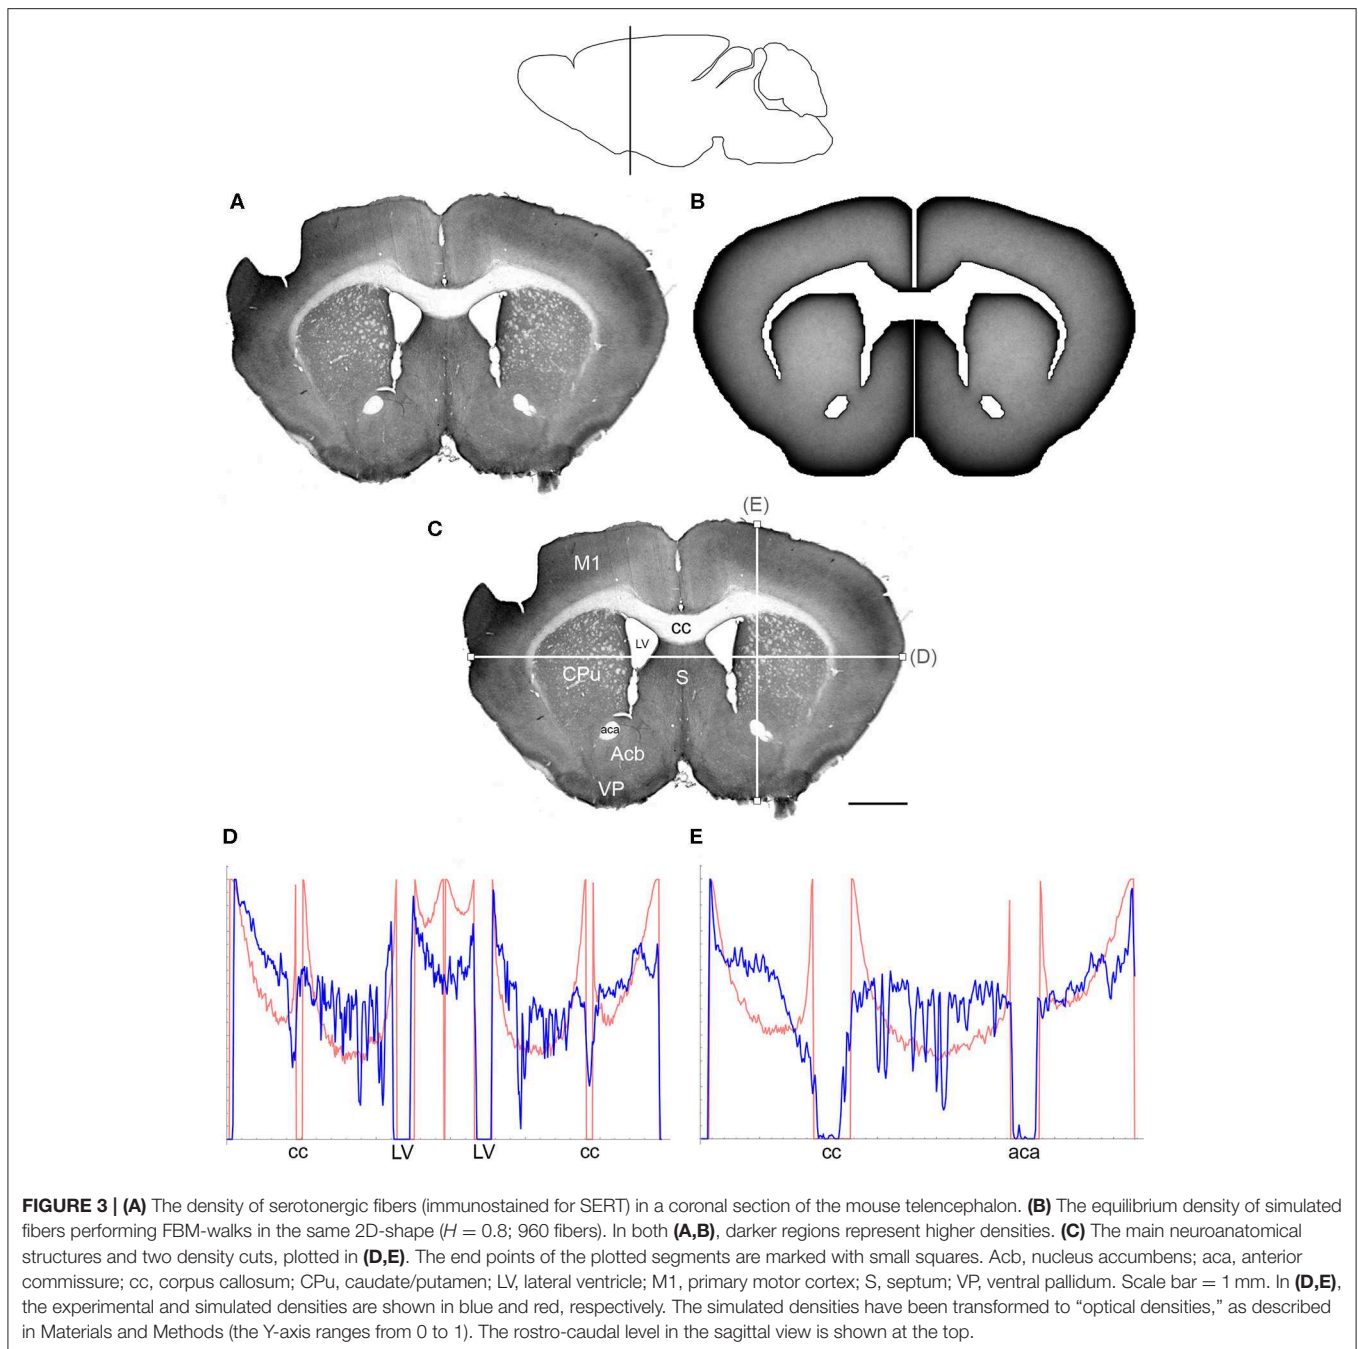 A
B
C
(E)
M1
cc
LV
(D)
CPu
S
aca
Acb
VP
D
E
cc
LV
LV
cc
cc
aca
FIGURE 3 | (A) The density of serotonergic fibers (immunostained for SERT) in a coronal section of the mouse telencephalon. (B) The equilibrium density of simulated
fibers performing FBM-walks in the same 2D-shape (H = 0.8; 960 fibers). In both (A,B), darker regions represent higher densities. (C) The main neuroanatomical
structures and two density cuts, plotted in (D,E). The end points of the plotted segments are marked with small squares. Acb, nucleus accumbens; aca, anterior
commissure; cc, corpus callosum; CPu, caudate/putamen; LV, lateral ventricle; M1, primary motor cortex; S, septum; VP, ventral pallidum. Scale bar = 1 mm. In (D,E),
the experimental and simulated densities are shown in blue and red, respectively. The simulated densities have been transformed to “optical densities,” as described
in Materials and Methods (the Y-axis ranges from 0 to 1). The rostro-caudal level in the sagittal view is shown at the top.